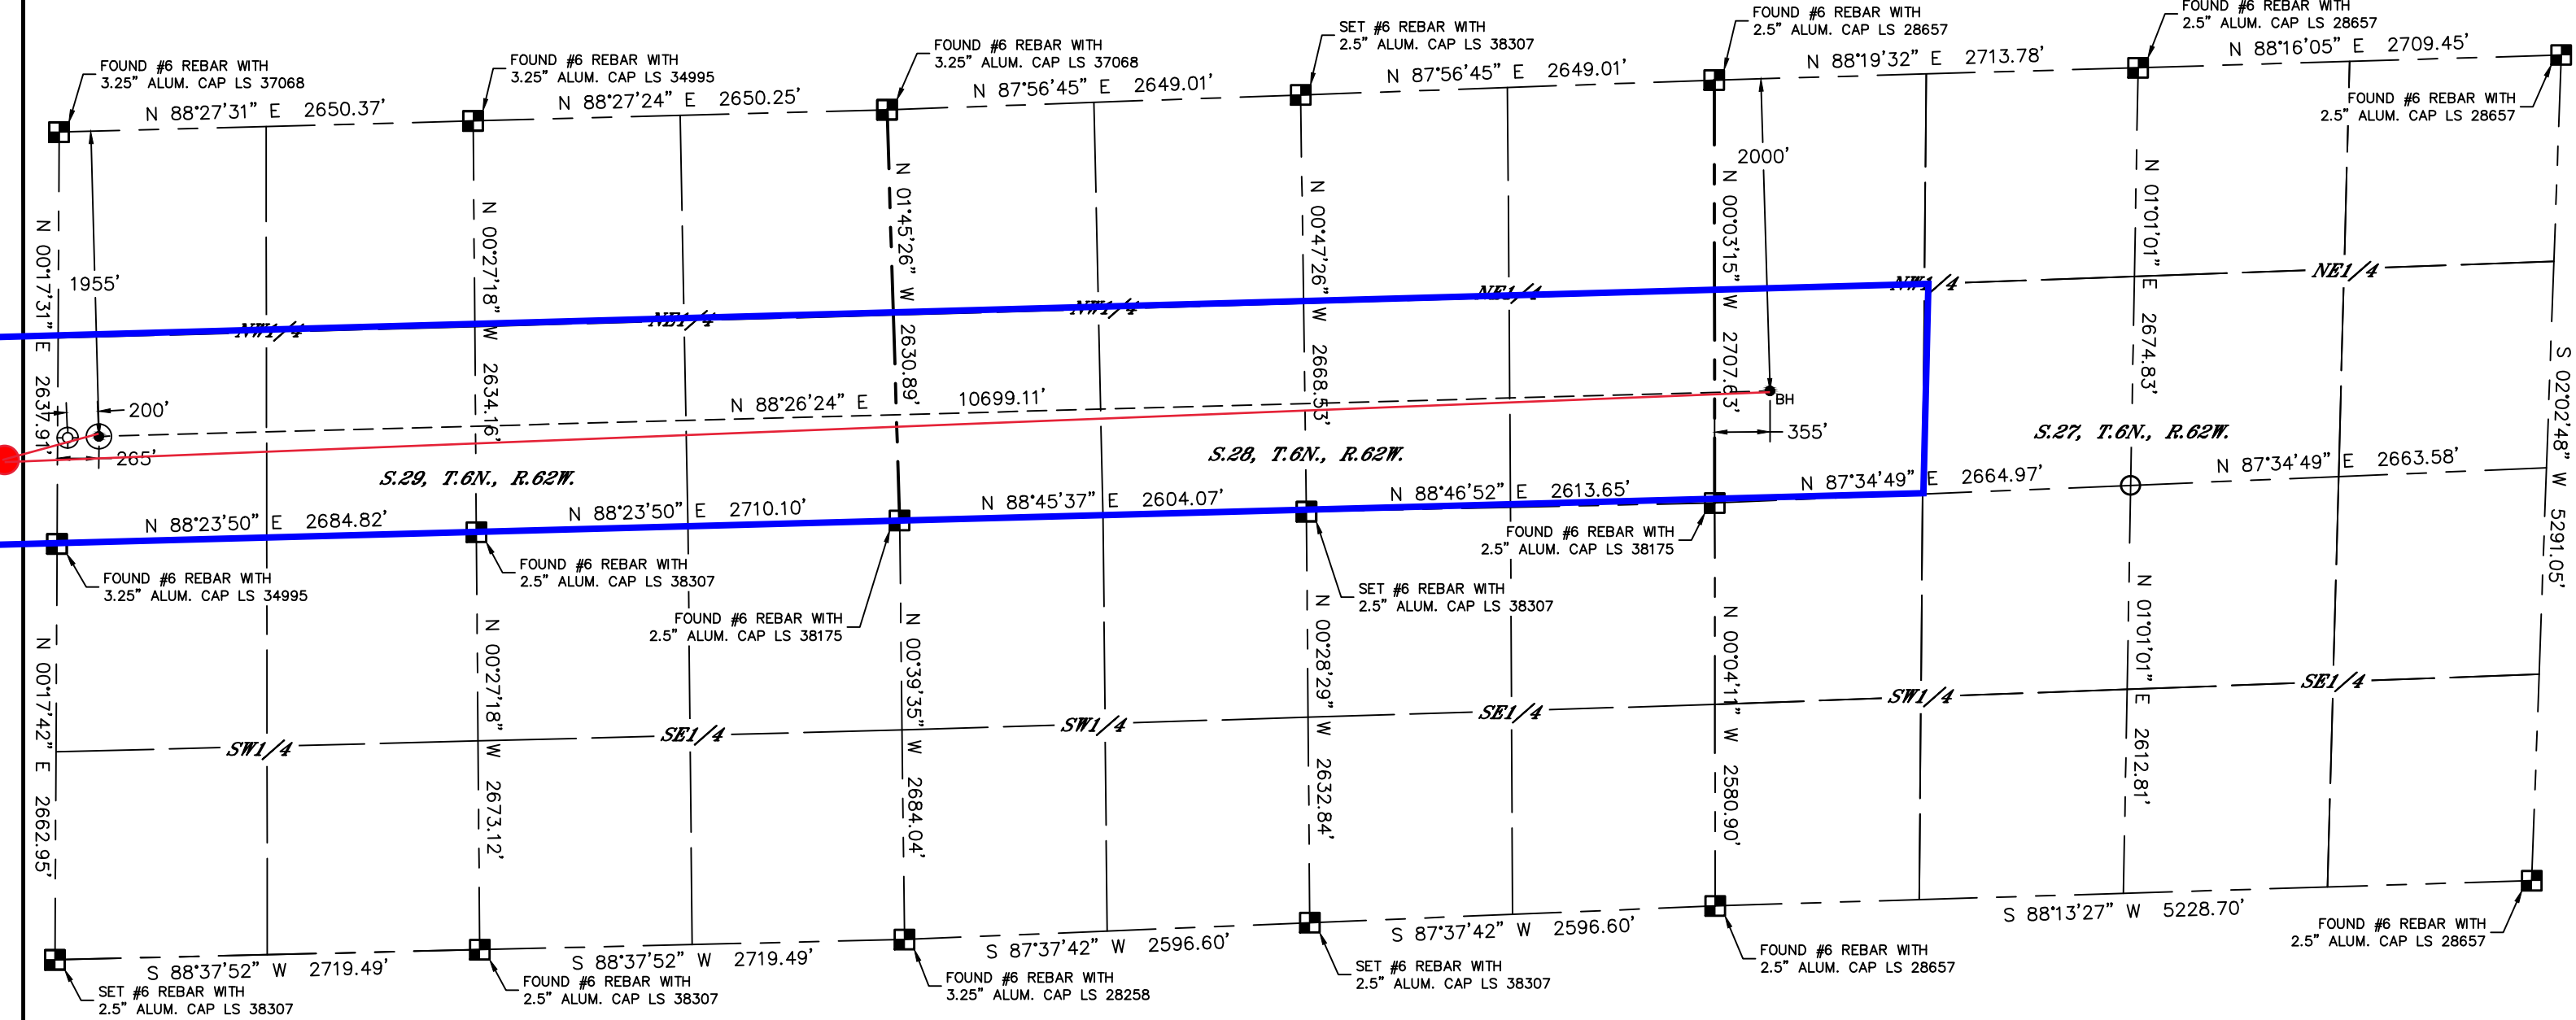 FOUND #6 REBAR WITH
3.25" ALUM. CAP LS 37068
FOUND #6 REBAR WITH
3.25" ALUM. CAP LS 34995
FOUND #6 REBAR WITH
3.25" ALUM. CAP LS 37068
SET #6 REBAR WITH
2.5" ALUM. CAP LS 38307
FOUND #6 REBAR WITH
2.5" ALUM. CAP LS 28657
FOUND #6 REBAR WITH
2.5" ALUM. CAP LS 28657
FOUND #6 REBAR WITH
2.5" ALUM. CAP LS 28657
N 88°27'31" E 2650.37'
N 88°27'24" E 2650.25'
N 87°56'45" E 2649.01'
N 87°56'45" E 2649.01'
N 88°19'32" E 2713.78'
N 88°16'05" E 2709.45'
N 00°17'31" E 2637.91'
1955'
N 00°27'18" W 2634.16'
N 01°45'26" W 2630.89'
N 00°47'26" W 2668.53'
N 00°03'15" W 2707.63'
2000'
N 01°01'01" E 2674.83'
S 02°02'48" W 5291.05'
NW1/4
NE1/4
NW1/4
NE1/4
NW1/4
NE1/4
200'
265'
N 88°26'24" E 10699.11'
BH
355'
S.29, T.6N., R.62W.
S.28, T.6N., R.62W.
S.27, T.6N., R.62W.
N 88°23'50" E 2684.82'
N 88°23'50" E 2710.10'
N 88°45'37" E 2604.07'
N 88°46'52" E 2613.65'
N 87°34'49" E 2664.97'
N 87°34'49" E 2663.58'
FOUND #6 REBAR WITH
3.25" ALUM. CAP LS 34995
FOUND #6 REBAR WITH
2.5" ALUM. CAP LS 38307
FOUND #6 REBAR WITH
2.5" ALUM. CAP LS 38175
SET #6 REBAR WITH
2.5" ALUM. CAP LS 38307
FOUND #6 REBAR WITH
2.5" ALUM. CAP LS 38175
N 00°17'42" E 2662.95'
N 00°27'18" W 2673.12'
N 00°39'35" W 2684.04'
N 00°28'29" W 2632.84'
N 00°04'11" W 2580.90'
N 01°01'01" E 2612.81'
SW1/4
SE1/4
SW1/4
SE1/4
SW1/4
SE1/4
S 88°37'52" W 2719.49'
S 88°37'52" W 2719.49'
S 87°37'42" W 2596.60'
S 87°37'42" W 2596.60'
S 88°13'27" W 5228.70'
SET #6 REBAR WITH
2.5" ALUM. CAP LS 38307
FOUND #6 REBAR WITH
2.5" ALUM. CAP LS 38307
FOUND #6 REBAR WITH
3.25" ALUM. CAP LS 28258
SET #6 REBAR WITH
2.5" ALUM. CAP LS 38307
FOUND #6 REBAR WITH
2.5" ALUM. CAP LS 28657
FOUND #6 REBAR WITH
2.5" ALUM. CAP LS 28657